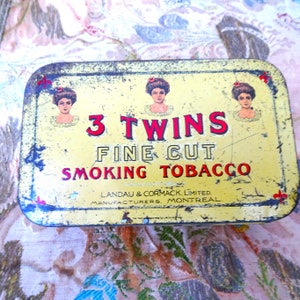 3 TWINS
FINE CUT
SMOKING TOBACCO
LANDAU & CORMACK, LIMITED
MANUFACTURERS MONTREAL